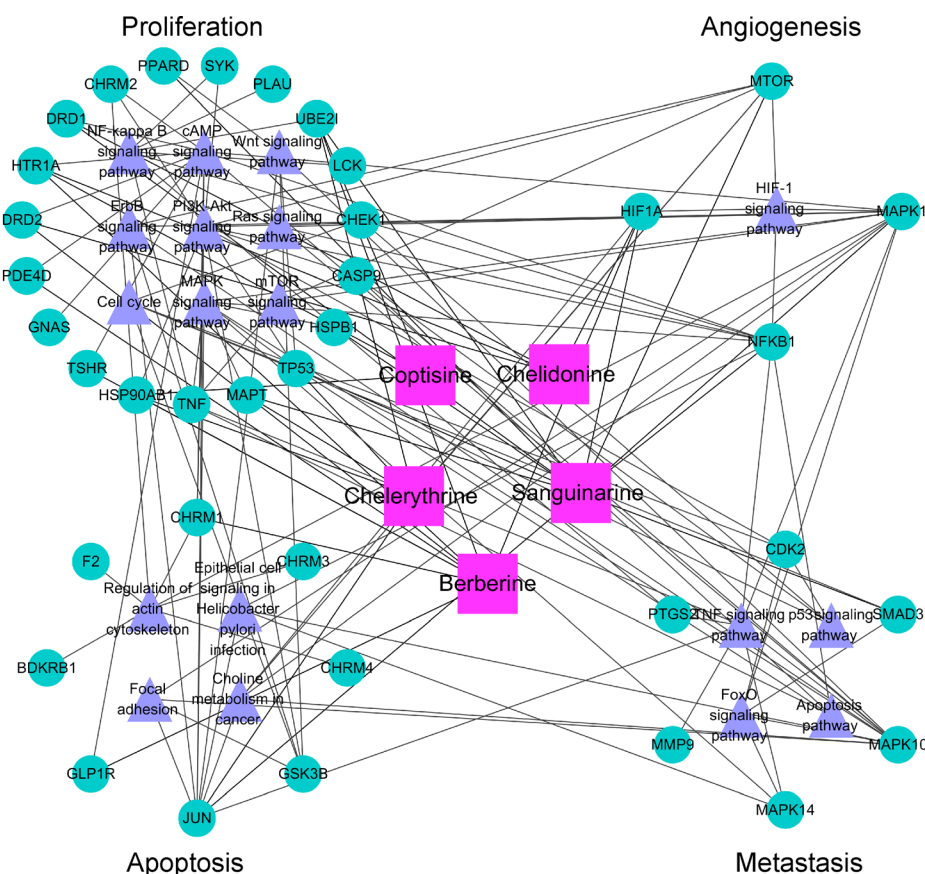 Proliferation
Angiogenesis
PPARD
SYK
CHRM2
PLAU
MTOR
DRD1
UBE2I
NF-kappa B
signaling
pathway
cAMP
signaling
pathway
Wnt signaling
pathway
HTR1A
LCK
HIF-1
signaling
pathway
DRD2
ErbB
signaling
pathway
PI3K-Akt
signaling
pathway
Ras signaling
pathway
CHEK1
HIF1A
MAPK1
PDE4D
Cell cycle
MAPK
signaling
pathway
mTOR
signaling
pathway
CASP9
GNAS
HSPB1
NFKB1
TSHR
TP53
Coptisine
Chelidonine
HSP90AB1
TNF
MAPT
Chelerythrine
Sanguinarine
CHRM1
Berberine
CDK2
F2
CHRM3
Regulation of
actin
cytoskeleton
Epithelial cell
signaling in
Helicobacter
pylori
infection
PTGS2
TNF signaling
pathway
p53signaling
pathway
SMAD3
BDKRB1
CHRM4
Focal
adhesion
Choline
metabolism in
cancer
FoxO
signaling
pathway
Apoptosis
pathway
MMP9
MAPK10
GLP1R
GSK3B
JUN
MAPK14
Apoptosis
Metastasis